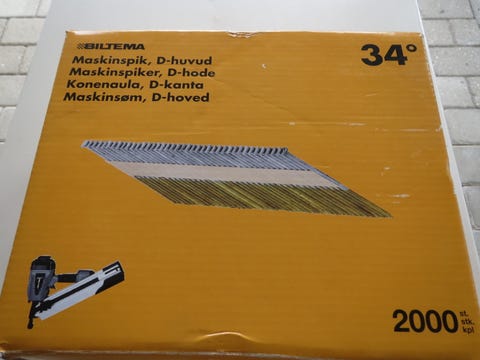 BILTEMA
34°
Maskinspik, D-huvud
Maskinspiker, D-hode
Konenaula, D-kanta
Maskinsøm, D-hoved
2000 st.
stk.
kpl